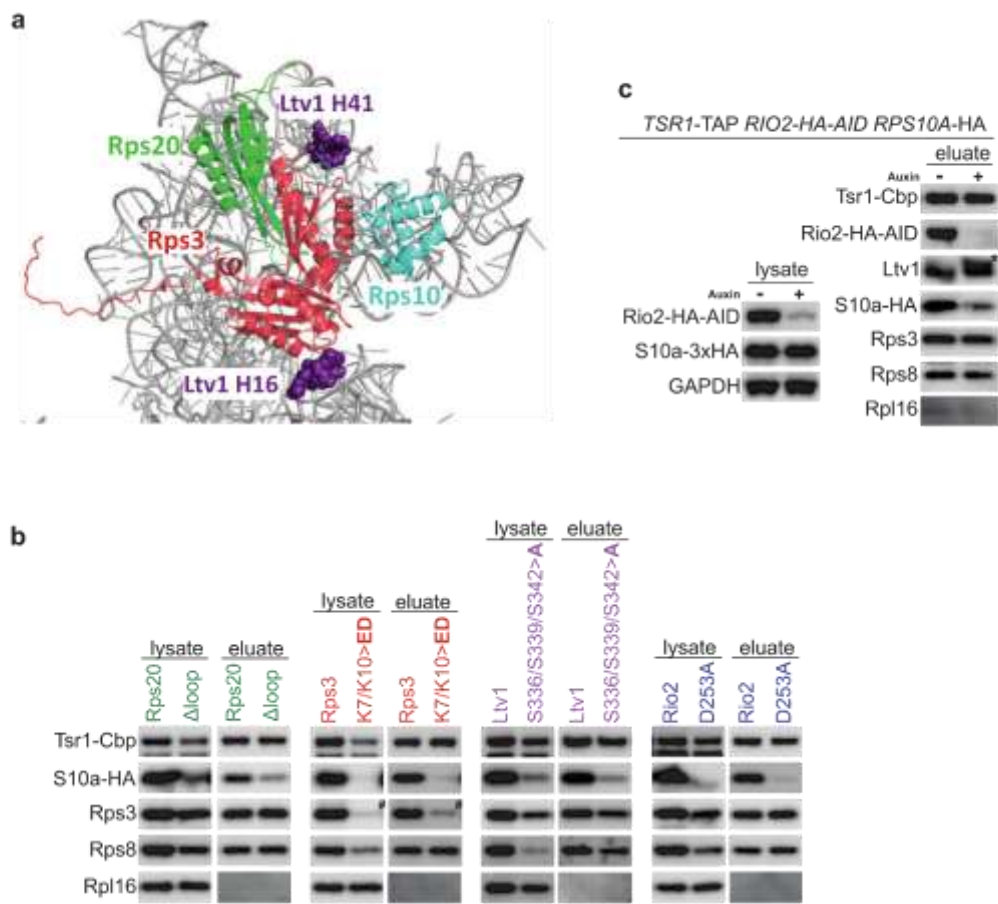 a
Ltv1 H41
Rps20
Rps3
Rps10
Ltv1 H16
c
TSR1-TAP RIO2-HA-AID RPS10A-HA
eluate
Auxin - +
Tsr1-Cbp
Rio2-HA-AID
Ltv1 *
S10a-HA
Rps3
Rps8
Rpl16
lysate
Auxin - +
Rio2-HA-AID
S10a-3xHA
GAPDH
b
lysate eluate lysate eluate lysate eluate lysate eluate
Rps20 Δloop Rps20 Δloop Rps3 K7/K10>ED Rps3 K7/K10>ED Ltv1 S336/S339/S342>A Ltv1 S336/S339/S342>A Rio2 D253A Rio2 D253A
Tsr1-Cbp
S10a-HA
Rps3
Rps8
Rpl16